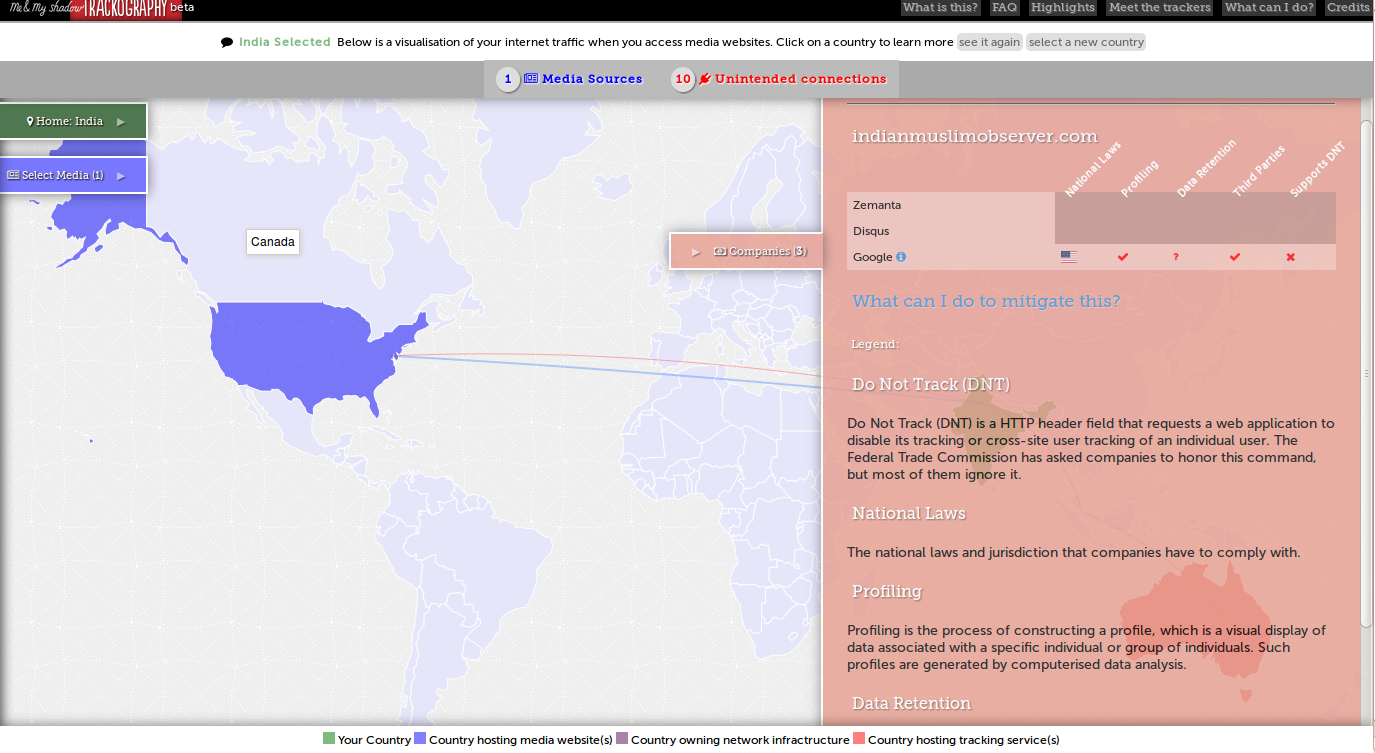 Me & My shadow TRACKOGRAPHY beta
What is this? FAQ Highlights Meet the trackers What can I do? Credits
India Selected Below is a visualisation of your internet traffic when you access media websites. Click on a country to learn more see it again select a new country
1 Media Sources 10 Unintended connections
Home: India
Select Media (1)
Canada
Companies (3)
indianmuslimobserver.com
National Laws Profiling Data Retention Third Parties Supports DNT
Zemanta
Disqus
Google i ?
What can I do to mitigate this?
Legend:
Do Not Track (DNT)
Do Not Track (DNT) is a HTTP header field that requests a web application to
disable its tracking or cross-site user tracking of an individual user. The
Federal Trade Commission has asked companies to honor this command,
but most of them ignore it.
National Laws
The national laws and jurisdiction that companies have to comply with.
Profiling
Profiling is the process of constructing a profile, which is a visual display of
data associated with a specific individual or group of individuals. Such
profiles are generated by computerised data analysis.
Data Retention
Your Country Country hosting media website(s) Country owning network infractructure Country hosting tracking service(s)